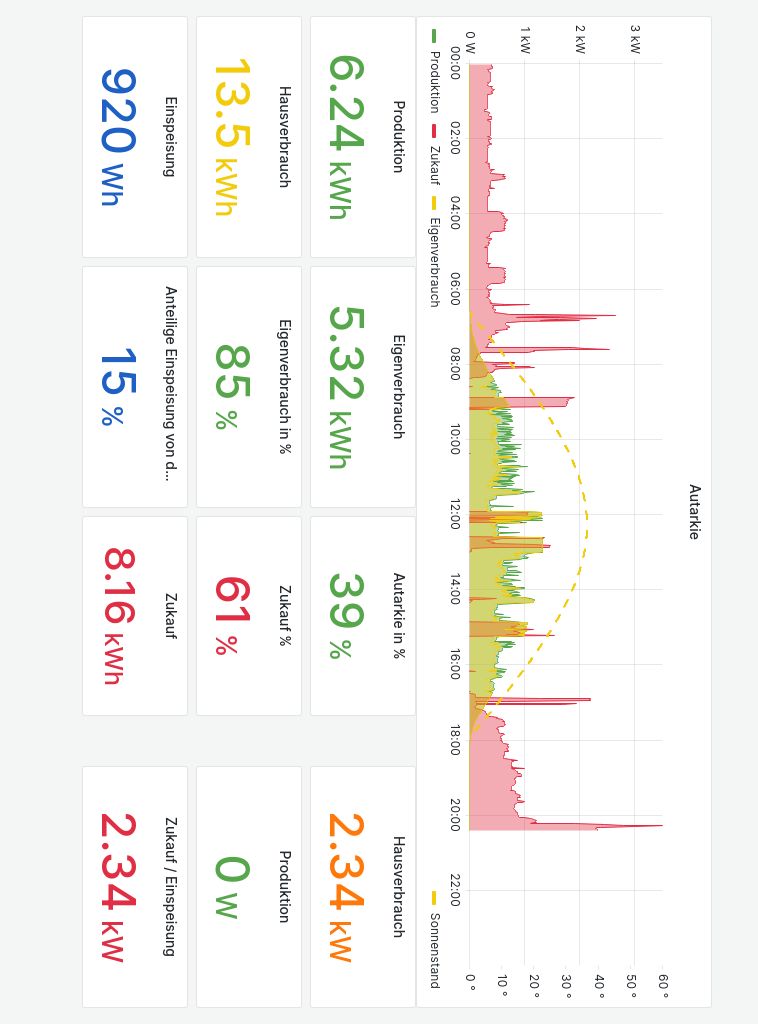 Autarkie
3 kW
2 kW
1 kW
0 W
60 °
50 °
40 °
30 °
20 °
10 °
0 °
00:00 02:00 04:00 06:00 08:00 10:00 12:00 14:00 16:00 18:00 20:00 22:00
Produktion Zukauf Eigenverbrauch Sonnenstand
Produktion
6.24 kWh
Eigenverbrauch
5.32 kWh
Autarkie in %
39 %
Hausverbrauch
2.34 kW
Hausverbrauch
13.5 kWh
Eigenverbrauch in %
85 %
Zukauf %
61 %
Produktion
0 W
Einspeisung
920 Wh
Anteilige Einspeisung von d...
15 %
Zukauf
8.16 kWh
Zukauf / Einspeisung
2.34 kW